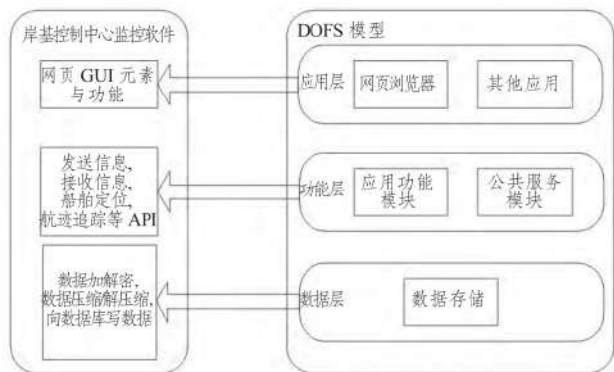 岸基控制中心监控软件
网页 GUI 元素
与功能
发送信息,
接收信息,
船舶定位,
航迹追踪等 API
数据加解密,
数据压缩解压缩,
向数据库写数据
DOFS 模型
应用层
网页浏览器
其他应用
功能层
应用功能
模块
公共服务
模块
数据层
数据存储